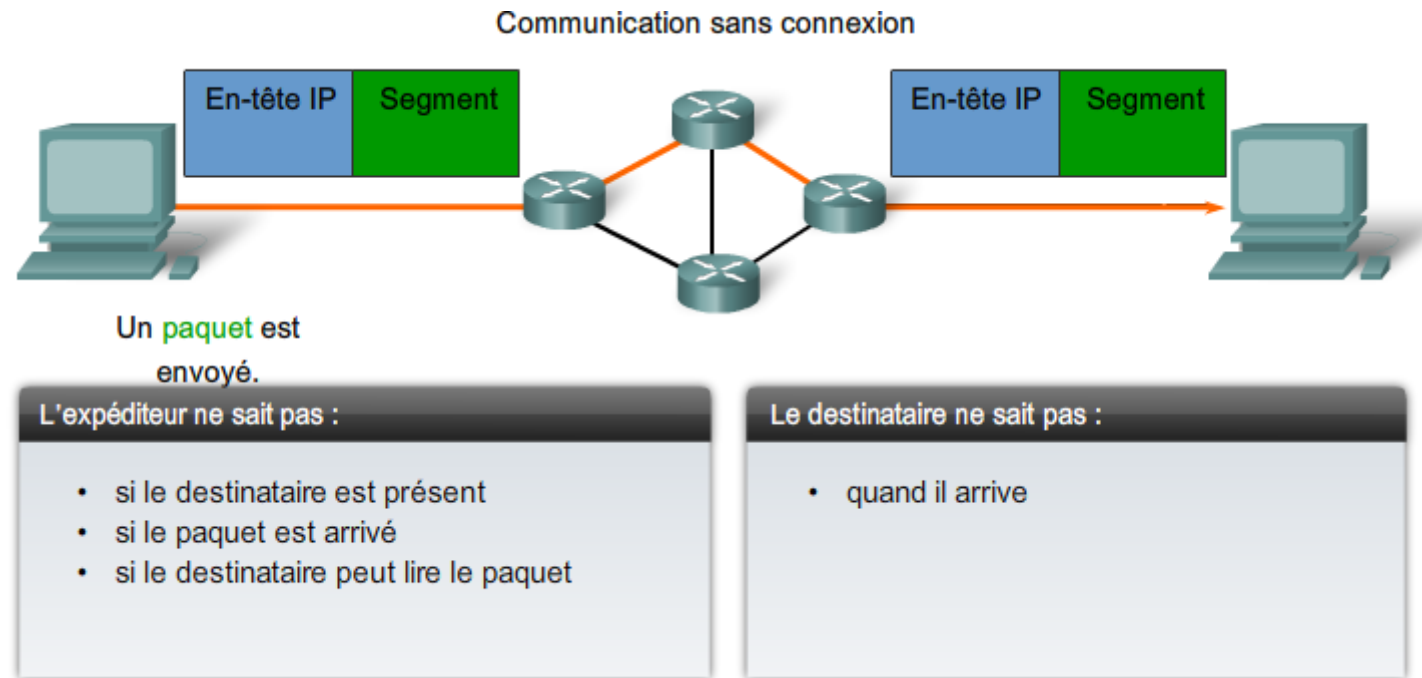 Communication sans connexion
En-tête IP Segment
En-tête IP Segment
Un paquet est
envoyé.
L'expéditeur ne sait pas :
• si le destinataire est présent
• si le paquet est arrivé
• si le destinataire peut lire le paquet
Le destinataire ne sait pas :
• quand il arrive